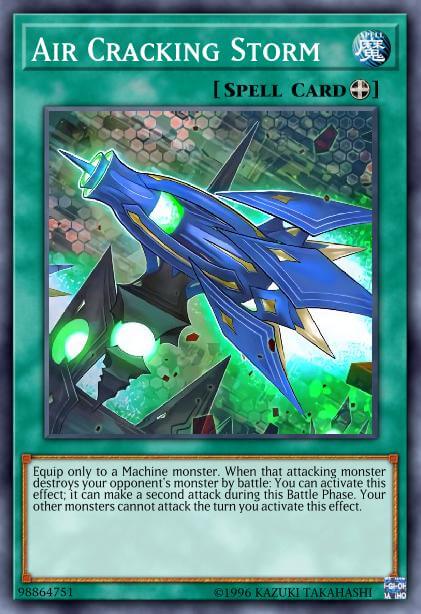 AIR CRACKING STORM
SPELL
魔
[SPELL CARD]
Equip only to a Machine monster. When that attacking monster
destroys your opponent's monster by battle: You can activate this
effect; it can make a second attack during this Battle Phase. Your
other monsters cannot attack the turn you activate this effect.
98864751
©1996 KAZUKI TAKAHASHI